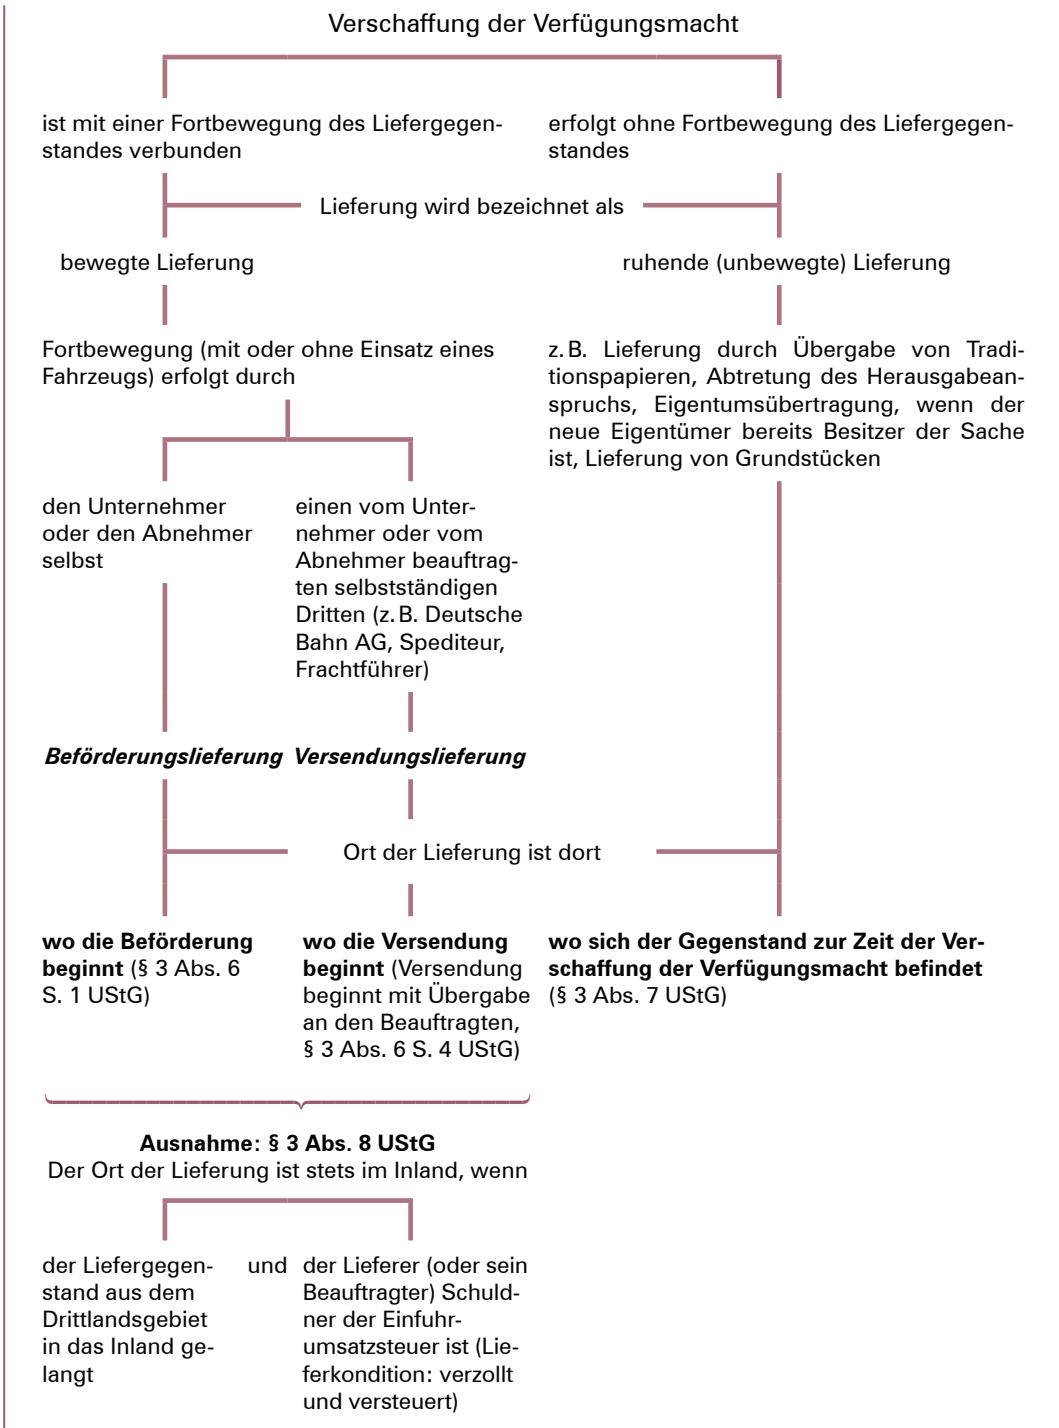 Verschaffung der Verfügungsmacht
ist mit einer Fortbewegung des Liefergegen-
standes verbunden
erfolgt ohne Fortbewegung des Liefergegen-
standes
Lieferung wird bezeichnet als
bewegte Lieferung
ruhende (unbewegte) Lieferung
Fortbewegung (mit oder ohne Einsatz eines
Fahrzeugs) erfolgt durch
z. B. Lieferung durch Übergabe von Tradi-
tionspapieren, Abtretung des Herausgabean-
spruchs, Eigentumsübertragung, wenn der
neue Eigentümer bereits Besitzer der Sache
ist, Lieferung von Grundstücken
den Unternehmer
oder den Abnehmer
selbst
einen vom Unter-
nehmer oder vom
Abnehmer beauftrag-
ten selbstständigen
Dritten (z. B. Deutsche
Bahn AG, Spediteur,
Frachtführer)
Beförderungslieferung
Versendungslieferung
Ort der Lieferung ist dort
wo die Beförderung
beginnt (§ 3 Abs. 6
S. 1 UStG)
wo die Versendung
beginnt (Versendung
beginnt mit Übergabe
an den Beauftragten,
§ 3 Abs. 6 S. 4 UStG)
wo sich der Gegenstand zur Zeit der Ver-
schaffung der Verfügungsmacht befindet
(§ 3 Abs. 7 UStG)
Ausnahme: § 3 Abs. 8 UStG
Der Ort der Lieferung ist stets im Inland, wenn
der Liefergegen-
stand aus dem
Drittlandsgebiet
in das Inland ge-
langt
und
der Lieferer (oder sein
Beauftragter) Schuld-
ner der Einfuhr-
umsatzsteuer ist (Lie-
ferkondition: verzollt
und versteuert)